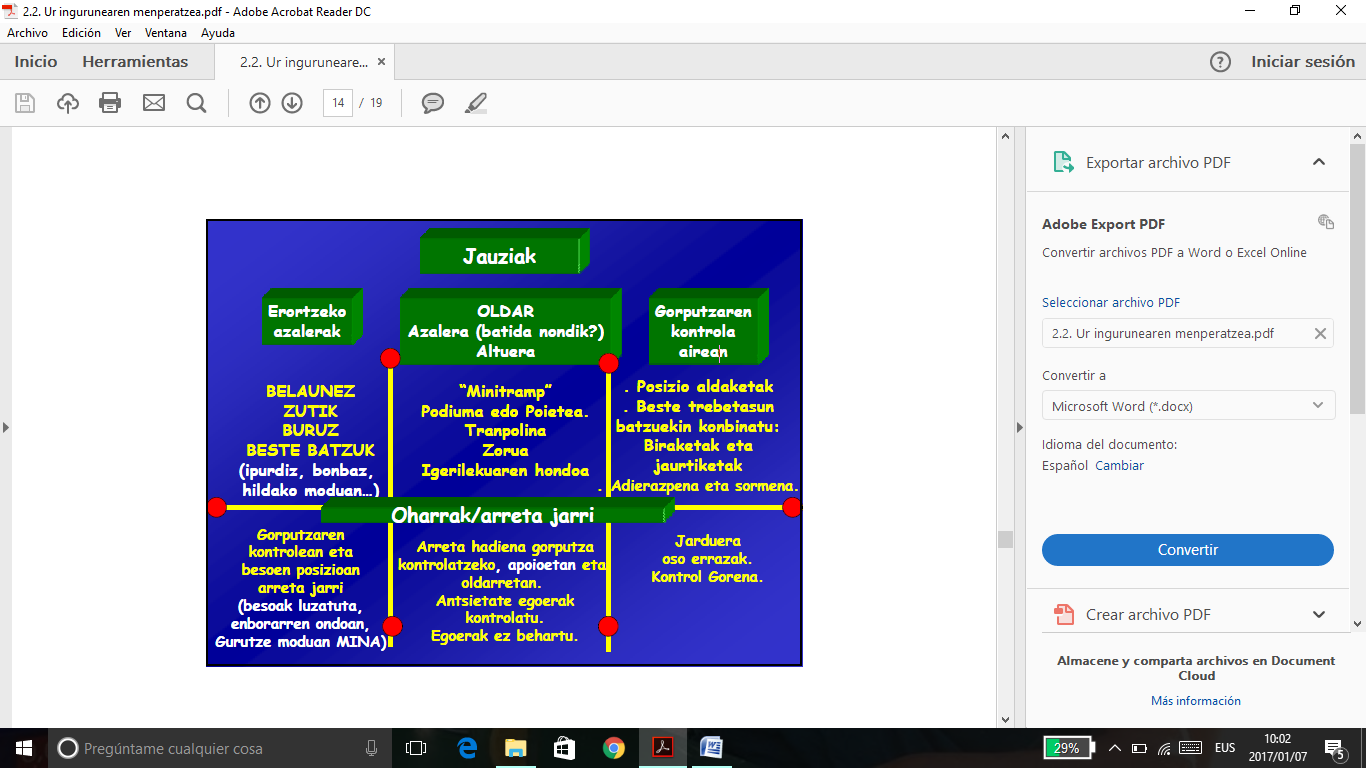 2.2. Ur ingurunearen menperatzea.pdf - Adobe Acrobat Reader DC
Archivo Edición Ver Ventana Ayuda
Inicio Herramientas 2.2. Ur inguruneare... × Iniciar sesión
14 / 19
Jauziak
Erortzeko
azalerak
OLDAR
Azalera (batida nondik?)
Altuera
Gorputzaren
kontrola
airean
BELAUNEZ
ZUTIK
BURUZ
BESTE BATZUK
(ipurdiz, bonbaz,
hildako moduan...)
"Minitramp"
Podiuma edo Poietea.
Tranpolina
Zorua
Igerilekuaren hondoa
. Posizio aldaketak
. Beste trebetasun
batzuekin konbinatu:
Biraketak eta
jaurtiketak
. Adierazpena eta sormena.
Oharrak/arreta jarri
Gorputzaren
kontrolean eta
besoen posizioan
arreta jarri
(besoak luzatuta,
enborarren ondoan,
Gurutze moduan MINA)
Arreta hadiena gorputza
kontrolatzeko, apoioetan eta
oldarretan.
Antsietate egoerak
kontrolatu.
Egoerak ez behartu.
Jarduera
oso errazak.
Kontrol Gorena.
Exportar archivo PDF
Adobe Export PDF
Convertir archivos PDF a Word o Excel Online
Seleccionar archivo PDF
2.2. Ur ingurunearen menperatzea.pdf
Convertir a
Microsoft Word (*.docx)
Idioma del documento:
Español Cambiar
Convertir
Crear archivo PDF
Almacene y comparta archivos en Document
Cloud
Más información
Pregúntame cualquier cosa
29% EUS 10:02
2017/01/07
5